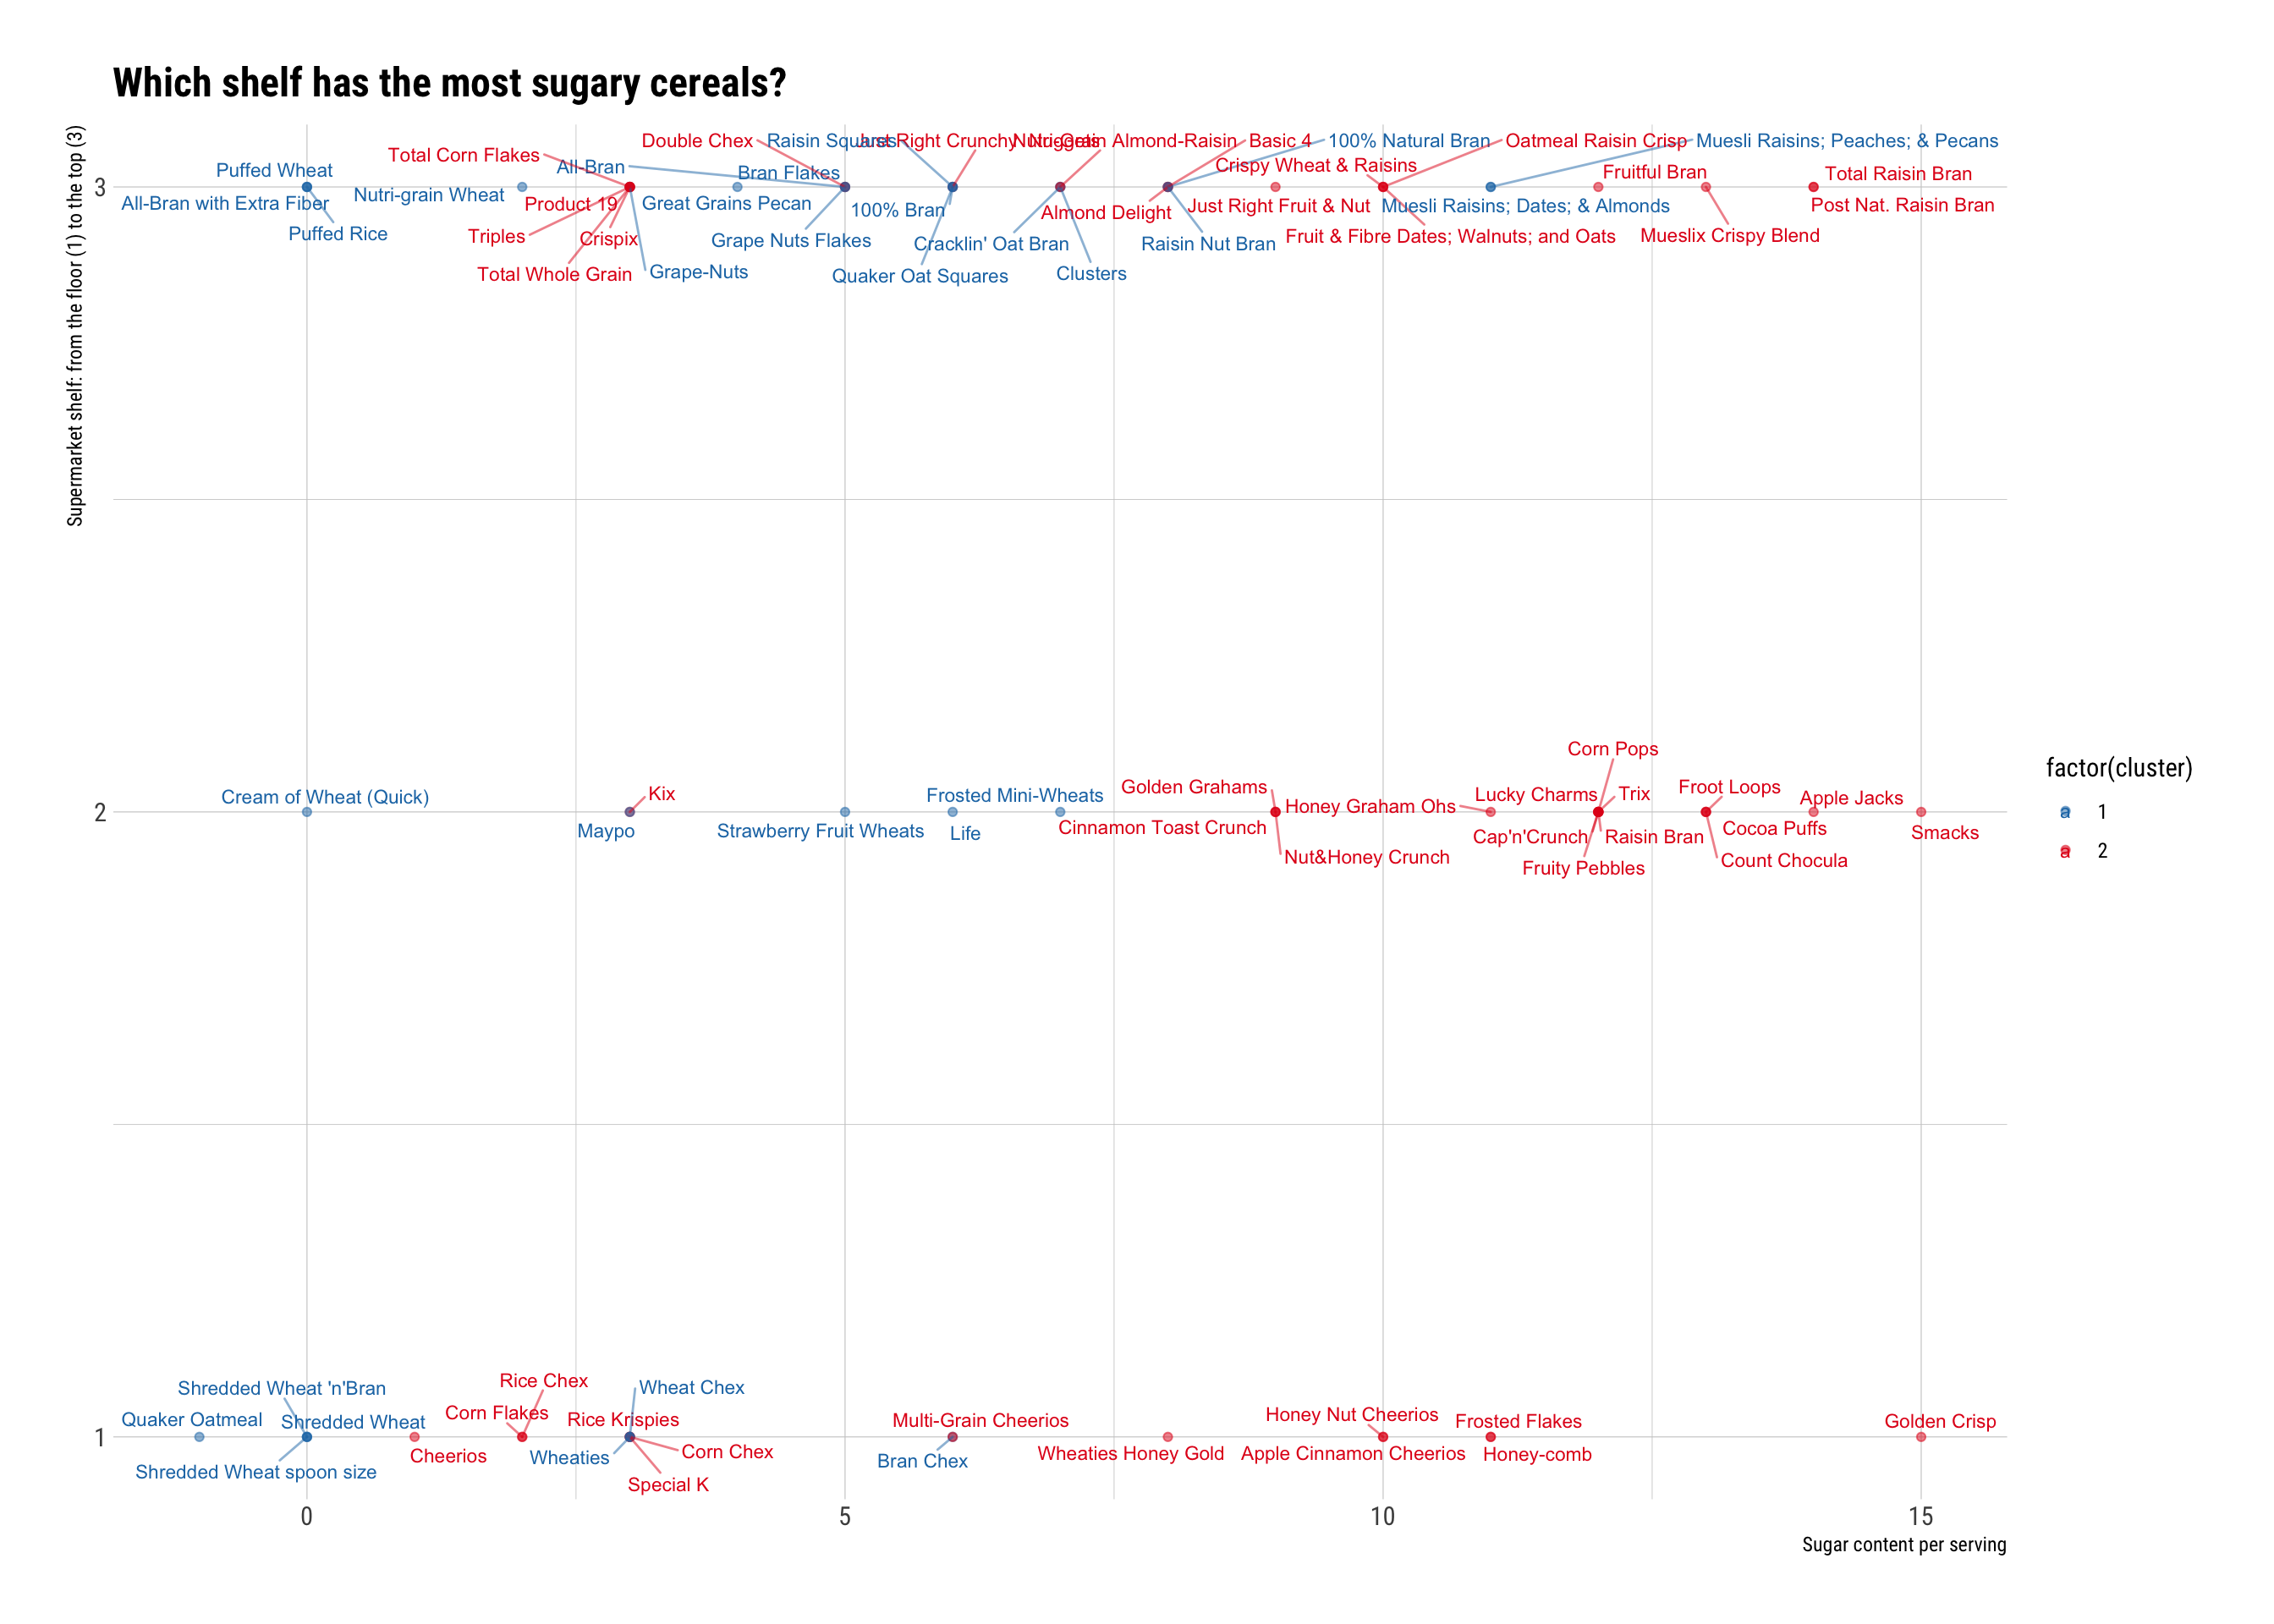 Which shelf has the most sugary cereals?
Supermarket shelf: from the floor (1) to the top (3)
Double Chex
Raisin Squares
Just Right Crunchy Nuggets
Nutri-Grain Almond-Raisin
Basic 4
100% Natural Bran
Oatmeal Raisin Crisp
Muesli Raisins; Peaches; & Pecans
Total Corn Flakes
All-Bran
Bran Flakes
Crispy Wheat & Raisins
Fruitful Bran
Total Raisin Bran
Puffed Wheat
3
Nutri-grain Wheat
All-Bran with Extra Fiber
Product 19
Great Grains Pecan
100% Bran
Almond Delight
Just Right Fruit & Nut
Muesli Raisins; Dates; & Almonds
Post Nat. Raisin Bran
Puffed Rice
Triples
Crispix
Grape Nuts Flakes
Cracklin' Oat Bran
Raisin Nut Bran
Fruit & Fibre Dates; Walnuts; and Oats
Mueslix Crispy Blend
Total Whole Grain
Grape-Nuts
Quaker Oat Squares
Clusters
Corn Pops
Cream of Wheat (Quick)
Kix
Frosted Mini-Wheats
Golden Grahams
Honey Graham Ohs
Lucky Charms
Trix
Froot Loops
Apple Jacks
2
Maypo
Strawberry Fruit Wheats
Life
Cinnamon Toast Crunch
Cap'n'Crunch
Raisin Bran
Cocoa Puffs
Smacks
Nut&Honey Crunch
Fruity Pebbles
Count Chocula
factor(cluster)
a 1
a 2
Rice Chex
Shredded Wheat 'n'Bran
Wheat Chex
Quaker Oatmeal
Shredded Wheat
Corn Flakes
Rice Krispies
Multi-Grain Cheerios
Honey Nut Cheerios
Frosted Flakes
Golden Crisp
1
Cheerios
Wheaties
Corn Chex
Bran Chex
Wheaties Honey Gold
Apple Cinnamon Cheerios
Honey-comb
Shredded Wheat spoon size
Special K
0 5 10 15
Sugar content per serving